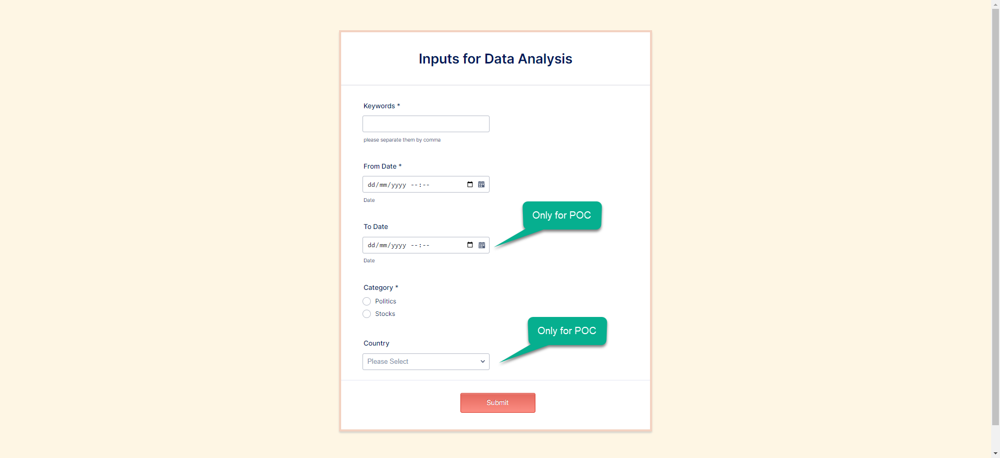 Inputs for Data Analysis
Keywords *
please separate them by comma
From Date *
dd/mm/yyyy --:--
Date
Only for POC
To Date
dd/mm/yyyy --:--
Date
Category *
Politics
Stocks
Only for POC
Country
Please Select
Submit